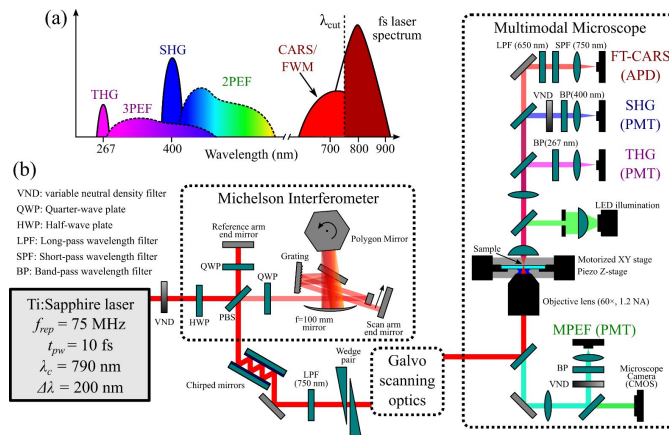 (a)
λcut
fs laser
spectrum
SHG
CARS/
FWM
2PEF
THG
3PEF
267
400
700
800
900
Wavelength (nm)
(b)
VND: variable neutral density filter
QWP: Quarter-wave plate
HWP: Half-wave plate
LPF: Long-pass wavelength filter
SPF: Short-pass wavelength filter
BP: Band-pass wavelength filter
Ti:Sapphire laser
frep = 75 MHz
tpw = 10 fs
λc = 790 nm
Δλ = 200 nm
VND
HWP
PBS
Michelson Interferometer
Reference arm
end mirror
QWP
QWP
Grating
Polygon Mirror
f=100 mm
mirror
Scan arm end
mirror
Chirped mirrors
LPF
(750 nm)
Wedge pair
Galvo
scanning
optics
Multimodal Microscope
LPF (650 nm)
SPF (750 nm)
FT-CARS
(APD)
VND
BP(400 nm)
SHG
(PMT)
BP(267 nm)
THG
(PMT)
LED illumination
Sample
Motorized XY stage
Piezo Z-stage
Objective lens (60×, 1.2 NA)
MPEF (PMT)
BP
VND
Microscope
Camera
(CMOS)